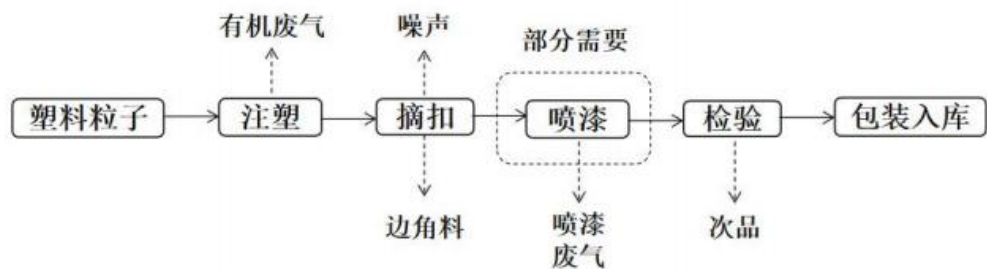 有机废气
噪声
部分需要
塑料粒子
注塑
摘扣
喷漆
检验
包装入库
边角料
喷漆
废气
次品